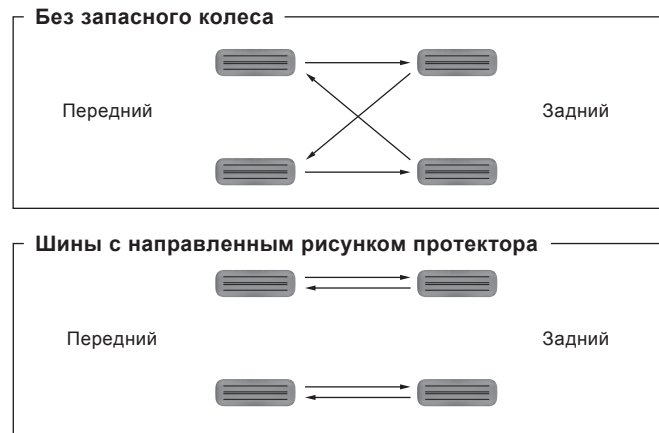 Без запасного колеса
Передний Задний
Шины с направленным рисунком протектора
Передний Задний